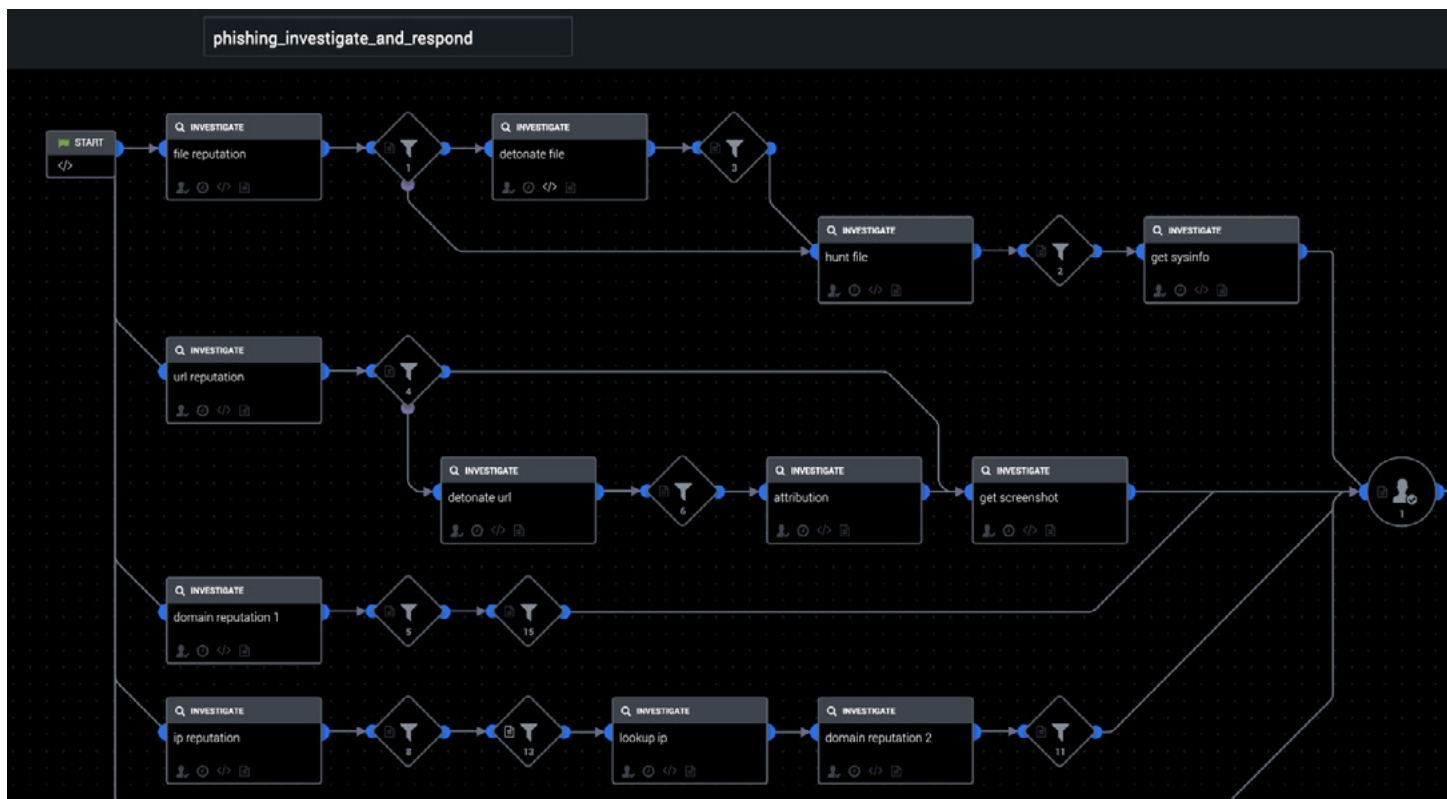 phishing_investigate_and_respond
START
</>
INVESTIGATE
file reputation
</>
1
INVESTIGATE
detonate file
</>
3
INVESTIGATE
hunt file
</>
2
INVESTIGATE
get sysinfo
</>
INVESTIGATE
url reputation
</>
4
INVESTIGATE
detonate url
</>
6
INVESTIGATE
attribution
</>
INVESTIGATE
get screenshot
</>
1
INVESTIGATE
domain reputation 1
</>
5
15
INVESTIGATE
ip reputation
</>
8
13
INVESTIGATE
lookup ip
</>
INVESTIGATE
domain reputation 2
</>
11